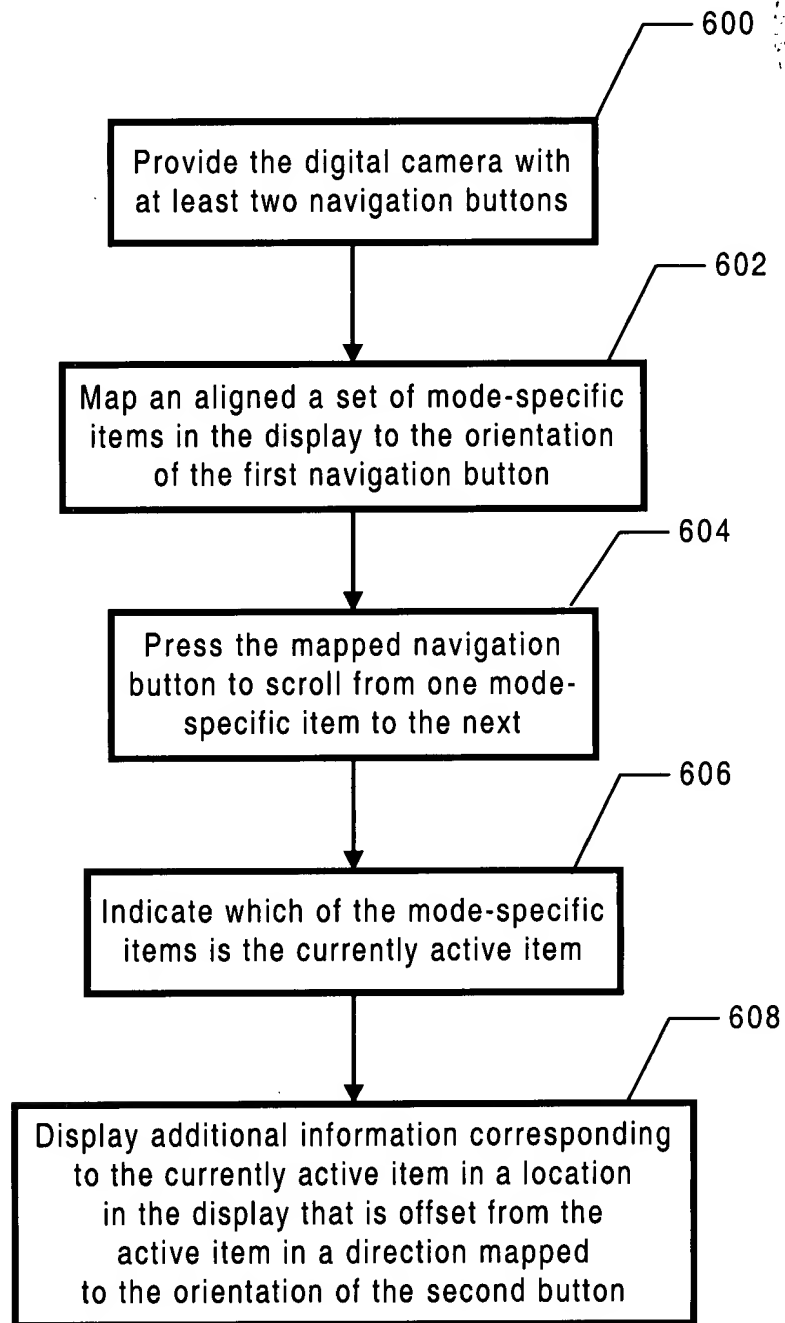 600
Provide the digital camera with
at least two navigation buttons
602
Map an aligned a set of mode-specific
items in the display to the orientation
of the first navigation button
604
Press the mapped navigation
button to scroll from one mode-
specific item to the next
606
Indicate which of the mode-specific
items is the currently active item
608
Display additional information corresponding
to the currently active item in a location
in the display that is offset from the
active item in a direction mapped
to the orientation of the second button